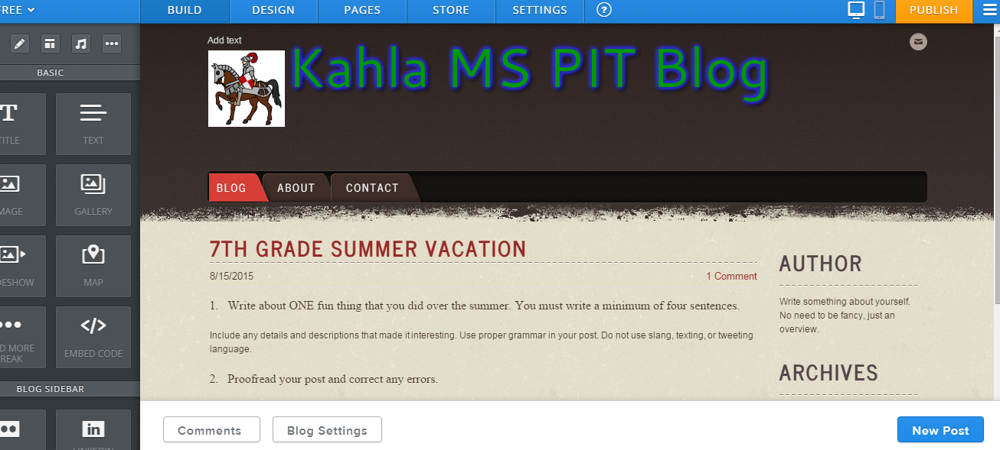 FREE
BUILD
DESIGN
PAGES
STORE
SETTINGS
?
PUBLISH
BASIC
TITLE
TEXT
IMAGE
GALLERY
DESHOW
MAP
D MORE
REAK
EMBED CODE
BLOG SIDEBAR
in
LINKEDIN
Add text
Kahla MS PIT Blog
BLOG
ABOUT
CONTACT
7TH GRADE SUMMER VACATION
8/15/2015
1 Comment
1. Write about ONE fun thing that you did over the summer. You must write a minimum of four sentences.
Include any details and descriptions that made it interesting. Use proper grammar in your post. Do not use slang, texting, or tweeting
language.
2. Proofread your post and correct any errors.
AUTHOR
Write something about yourself.
No need to be fancy, just an
overview.
ARCHIVES
Comments
Blog Settings
New Post